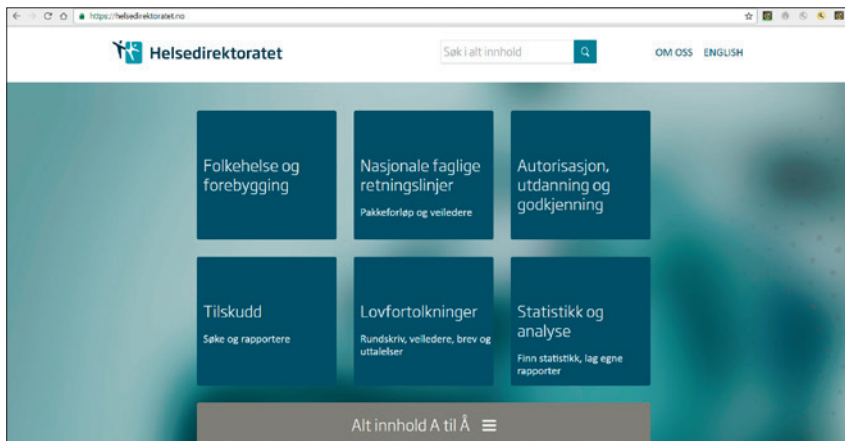 https://helsedirektoratet.no
Helsedirektoratet
Søk i alt innhold
OM OSS ENGLISH
Folkehelse og
forebygging
Nasjonale faglige
retningslinjer
Pakkeforløp og veiledere
Autorisasjon,
utdanning og
godkjenning
Tilskudd
Søke og rapportere
Lovfortolkninger
Rundskriv, veiledere, brev og
uttalelser
Statistikk og
analyse
Finn statistikk, lag egne
rapporter
Alt innhold A til Å